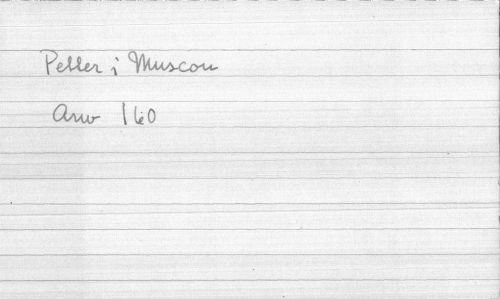 Peller i Muscou
Arw 160